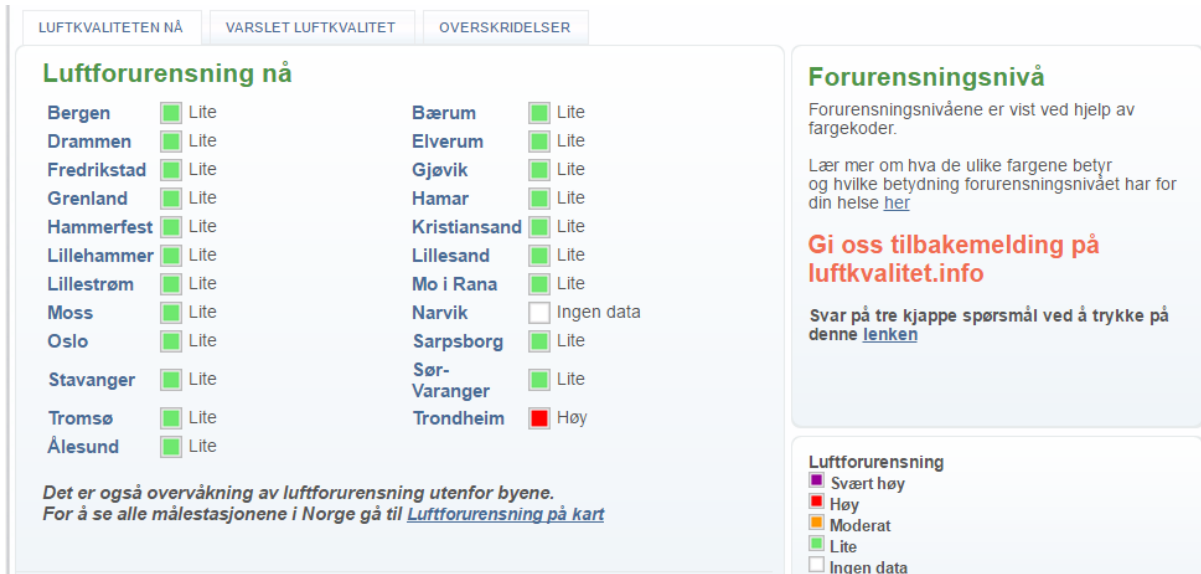 LUFTKVALITETEN NÅ VARSLET LUFTKVALITET OVERSKRIDELSER
Luftforurensning nå
Bergen Lite Bærum Lite
Drammen Lite Elverum Lite
Fredrikstad Lite Gjøvik Lite
Grenland Lite Hamar Lite
Hammerfest Lite Kristiansand Lite
Lillehammer Lite Lillesand Lite
Lillestrøm Lite Mo i Rana Lite
Moss Lite Narvik Ingen data
Oslo Lite Sarpsborg Lite
Stavanger Lite Sør-
Varanger Lite
Tromsø Lite Trondheim Høy
Ålesund Lite
Det er også overvåkning av luftforurensning utenfor byene.
For å se alle målestasjonene i Norge gå til Luftforurensning på kart
Forurensningsnivå
Forurensningsnivåene er vist ved hjelp av
fargekoder.
Lær mer om hva de ulike fargene betyr
og hvilke betydning forurensningsnivået har for
din helse her
Gi oss tilbakemelding på
luftkvalitet.info
Svar på tre kjappe spørsmål ved å trykke på
denne lenken
Luftforurensning
Svært høy
Høy
Moderat
Lite
Ingen data